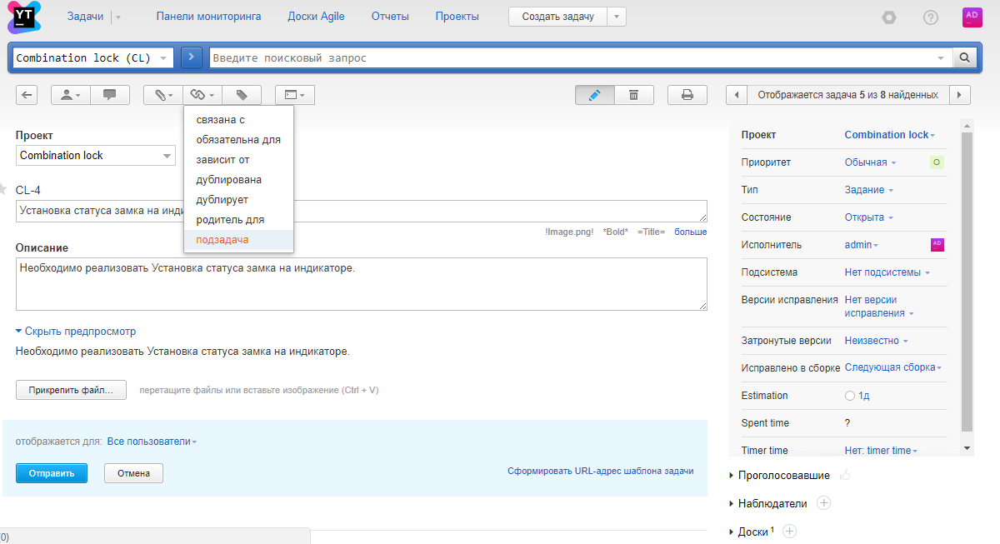 YT
Задачи Панели мониторинга Доски Agile Отчеты Проекты Создать задачу AD
Combination lock (CL) > Введите поисковый запрос
Отображается задача 5 из 8 найденных
связана с
обязательна для
зависит от
дублирована
дублирует
родитель для
подзадача
Проект
Combination lock
CL-4
Установка статуса замка на инди
!Image.png! *Bold* =Title= больше
Описание
Необходимо реализовать Установка статуса замка на индикаторе.
Скрыть предпросмотр
Необходимо реализовать Установка статуса замка на индикаторе.
Прикрепить файл... перетащите файлы или вставьте изображение (Ctrl + V)
отображается для: Все пользователи
Отправить Отмена Сформировать URL-адрес шаблона задачи
(0)
Проект Combination lock
Приоритет Обычная O
Тип Задание
Состояние Открыта
Исполнитель admin AD
Подсистема Нет подсистемы
Версии исправления Нет версии
исправления
Затронутые версии Неизвестно
Исправлено в сборке Следующая сборка
Estimation 1д
Spent time ?
Timer time Нет: timer time
Проголосовавшие
Наблюдатели
Доски 1